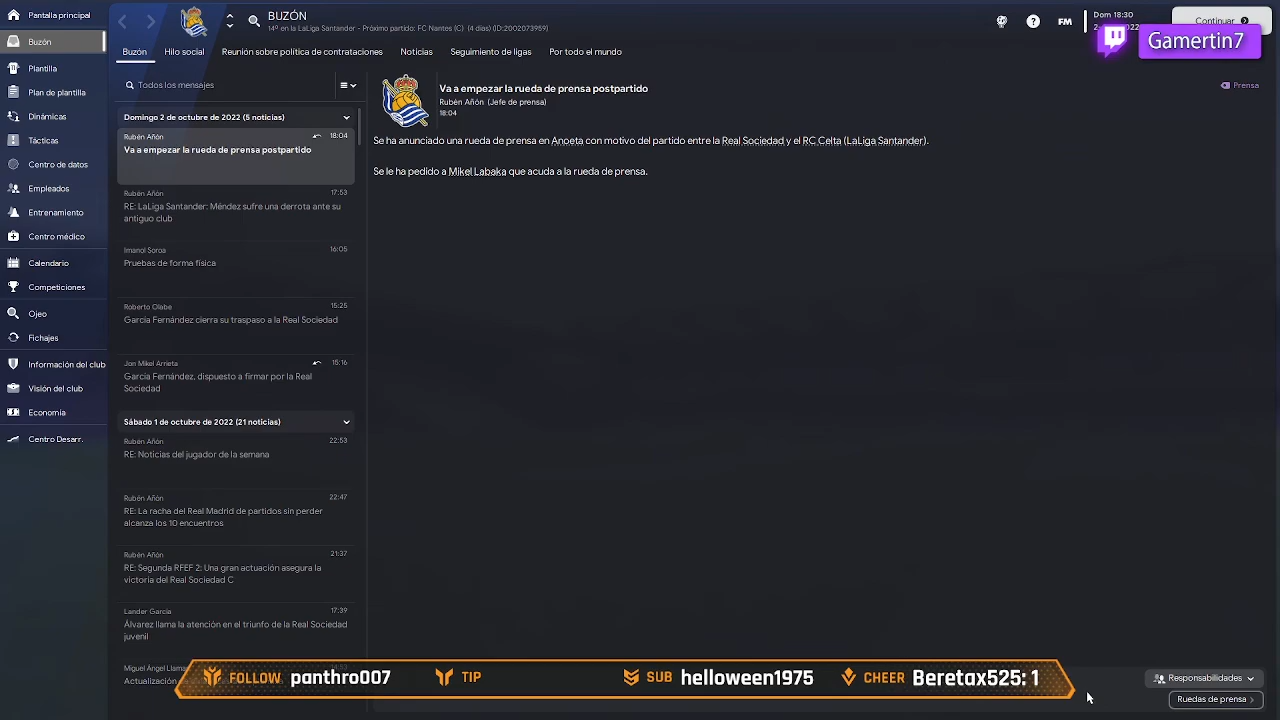 Página principal
Buzón
Plantilla
Plan de plantilla
Dinámicas
Tácticas
Centro de datos
Empleados
Entrenamiento
Centro médico
Calendario
Competiciones
Ojeo
Fichajes
Información del club
Visión del club
Economía
Centro Desarr.
BUZÓN
14º en la LaLiga Santander - Próximo partido: FC Nantes (C) (4 días) (ID:2002073959)
FM
Dom 18:30
Continuar
Gamertin7
Buzón Hilo social Reunión sobre política de contrataciones Noticias Seguimiento de ligas Por todo el mundo
Todos los mensajes
Domingo 2 de octubre de 2022 (5 noticias)
Rubén Añón 18:04
Va a empezar la rueda de prensa postpartido
Rubén Añón 17:53
RE: LaLiga Santander: Méndez sufre una derrota ante su
antiguo club
Imanol Soroa 16:05
Pruebas de forma física
Roberto Olabe 15:25
García Fernández cierra su traspaso a la Real Sociedad
Jon Mikel Arrieta 15:16
García Fernández, dispuesto a firmar por la Real
Sociedad
Sábado 1 de octubre de 2022 (21 noticias)
Rubén Añón 22:53
RE: Noticias del jugador de la semana
Rubén Añón 22:47
RE: La racha del Real Madrid de partidos sin perder
alcanza los 10 encuentros
Rubén Añón 21:37
RE: Segunda RFEF 2: Una gran actuación asegura la
victoria del Real Sociedad C
Lander García 17:39
Álvarez llama la atención en el triunfo de la Real Sociedad
juvenil
Miguel Ángel 14:53
Actualización
Va a empezar la rueda de prensa postpartido
Rubén Añón (Jefe de prensa)
18:04
Prensa
Se ha anunciado una rueda de prensa en Anoeta con motivo del partido entre la Real Sociedad y el RC Celta (LaLiga Santander).
Se le ha pedido a Mikel Labaka que acuda a la rueda de prensa.
FOLLOW panthro007 TIP SUB helloween1975 CHEER Beretax525: 1
Responsabilidades
Ruedas de prensa